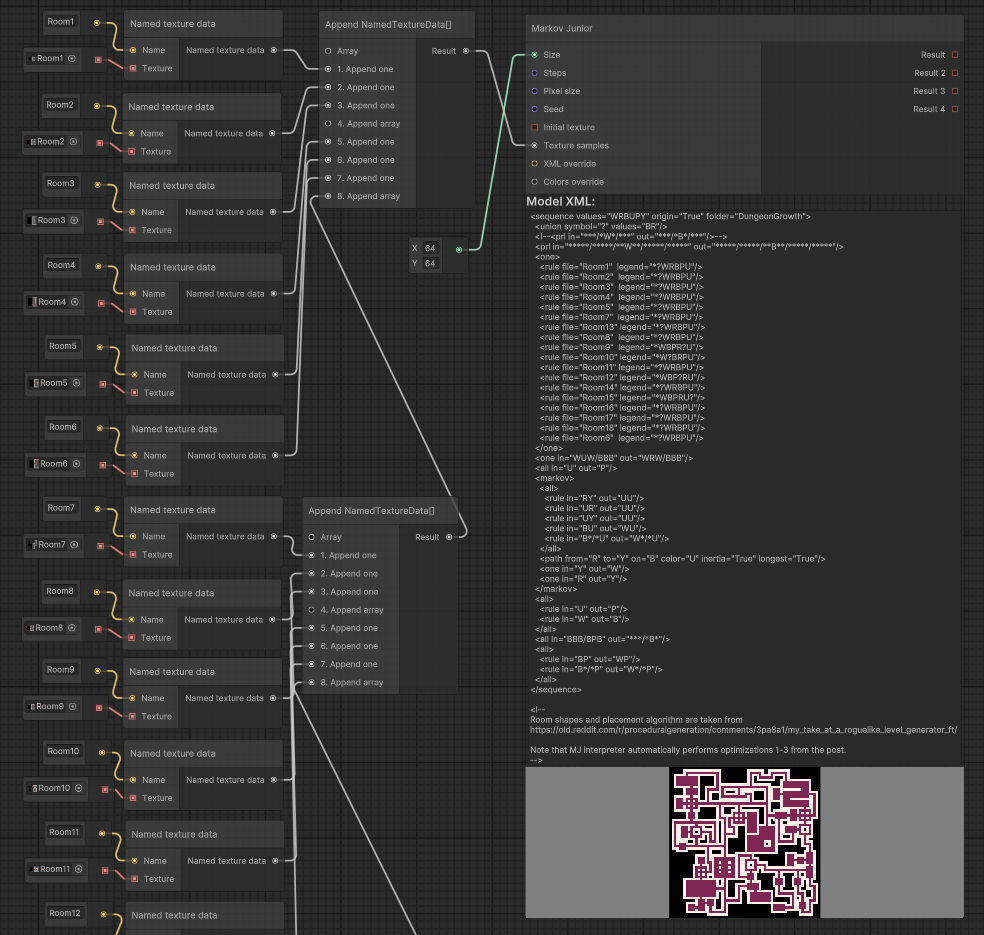 Room1
Named texture data
Name
Named texture data
Room1
Texture
Room2
Named texture data
Name
Named texture data
Room2
Texture
Room3
Named texture data
Name
Named texture data
Room3
Texture
Room4
Named texture data
Name
Named texture data
Room4
Texture
Room5
Named texture data
Name
Named texture data
Room5
Texture
Room6
Named texture data
Name
Named texture data
Room6
Texture
Room7
Named texture data
Name
Named texture data
Room7
Texture
Room8
Named texture data
Name
Named texture data
Room8
Texture
Room9
Named texture data
Name
Named texture data
Room9
Texture
Room10
Named texture data
Name
Named texture data
Room10
Texture
Room11
Named texture data
Name
Named texture data
Room11
Texture
Room12
Named texture data
Append NamedTextureData[]
Array
Result
1. Append one
2. Append one
3. Append one
4. Append array
5. Append one
6. Append one
7. Append one
8. Append array
X 64
Y 64
Append NamedTextureData[]
Array
Result
1. Append one
2. Append one
3. Append one
4. Append array
5. Append one
6. Append one
7. Append one
8. Append array
Markov Junior
Size
Result
Steps
Result 2
Pixel size
Result 3
Seed
Result 4
Initial texture
Texture samples
XML override
Colors override
Model XML:
<sequence values="WRBUPY" origin="True" folder="DungeonGrowth">
<union symbol="?" values="BR"/>
<!--<prl in="***/*W*/***" out="***/*B*/***"/>-->
<prl in="*****/*****/**W**/*****/*****" out="*****/*****/**B**/*****/*****"/>
<one>
<rule file="Room1" legend="*?WRBPU"/>
<rule file="Room2" legend="*?WRBPU"/>
<rule file="Room3" legend="*?WRBPU"/>
<rule file="Room4" legend="*?WRBPU"/>
<rule file="Room5" legend="*?WRBPU"/>
<rule file="Room7" legend="*?WRBPU"/>
<rule file="Room13" legend="*?WRBPU"/>
<rule file="Room8" legend="*?WRBPU"/>
<rule file="Room9" legend="*WBPR?U"/>
<rule file="Room10" legend="*W?BRPU"/>
<rule file="Room11" legend="*?WRBPU"/>
<rule file="Room12" legend="*WBP?RU"/>
<rule file="Room14" legend="*?WRBPU"/>
<rule file="Room15" legend="*WBPRU?"/>
<rule file="Room16" legend="*?WRBPU"/>
<rule file="Room17" legend="*?WRBPU"/>
<rule file="Room18" legend="*?WRBPU"/>
<rule file="Room6" legend="*?WRBPU"/>
</one>
<one in="WUW/BBB" out="WRW/BBB"/>
<all in="U" out="P"/>
<markov>
<all>
<rule in="RY" out="UU"/>
<rule in="UR" out="UU"/>
<rule in="UY" out="UU"/>
<rule in="BU" out="WU"/>
<rule in="B*/*U" out="W*/*U"/>
</all>
<path from="R" to="Y" on="B" color="U" inertia="True" longest="True"/>
<one in="Y" out="W"/>
<one in="R" out="Y"/>
</markov>
<all>
<rule in="U" out="P"/>
<rule in="W" out="B"/>
</all>
<all in="BBB/BPB" out="***/*B*"/>
<all>
<rule in="BP" out="WP"/>
<rule in="B*/*P" out="W*/*P"/>
</all>
</sequence>
<!--
Room shapes and placement algorithm are taken from
https://old.reddit.com/r/proceduralgeneration/comments/3pa8a1/my_take_at_a_roguelike_level_generator_ft/
Note that MJ interpreter automatically performs optimizations 1-3 from the post.
-->